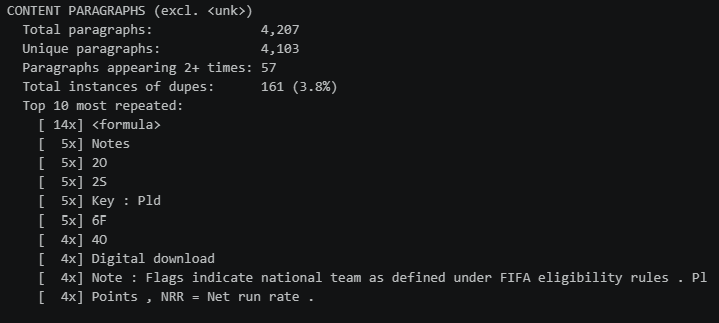 CONTENT PARAGRAPHS (excl. <unk>)
Total paragraphs: 4,207
Unique paragraphs: 4,103
Paragraphs appearing 2+ times: 57
Total instances of dupes: 161 (3.8%)
Top 10 most repeated:
[ 14x] <formula>
[ 5x] Notes
[ 5x] 2O
[ 5x] 2S
[ 5x] Key : Pld
[ 5x] 6F
[ 4x] 4O
[ 4x] Digital download
[ 4x] Note : Flags indicate national team as defined under FIFA eligibility rules . Pl
[ 4x] Points , NRR = Net run rate .